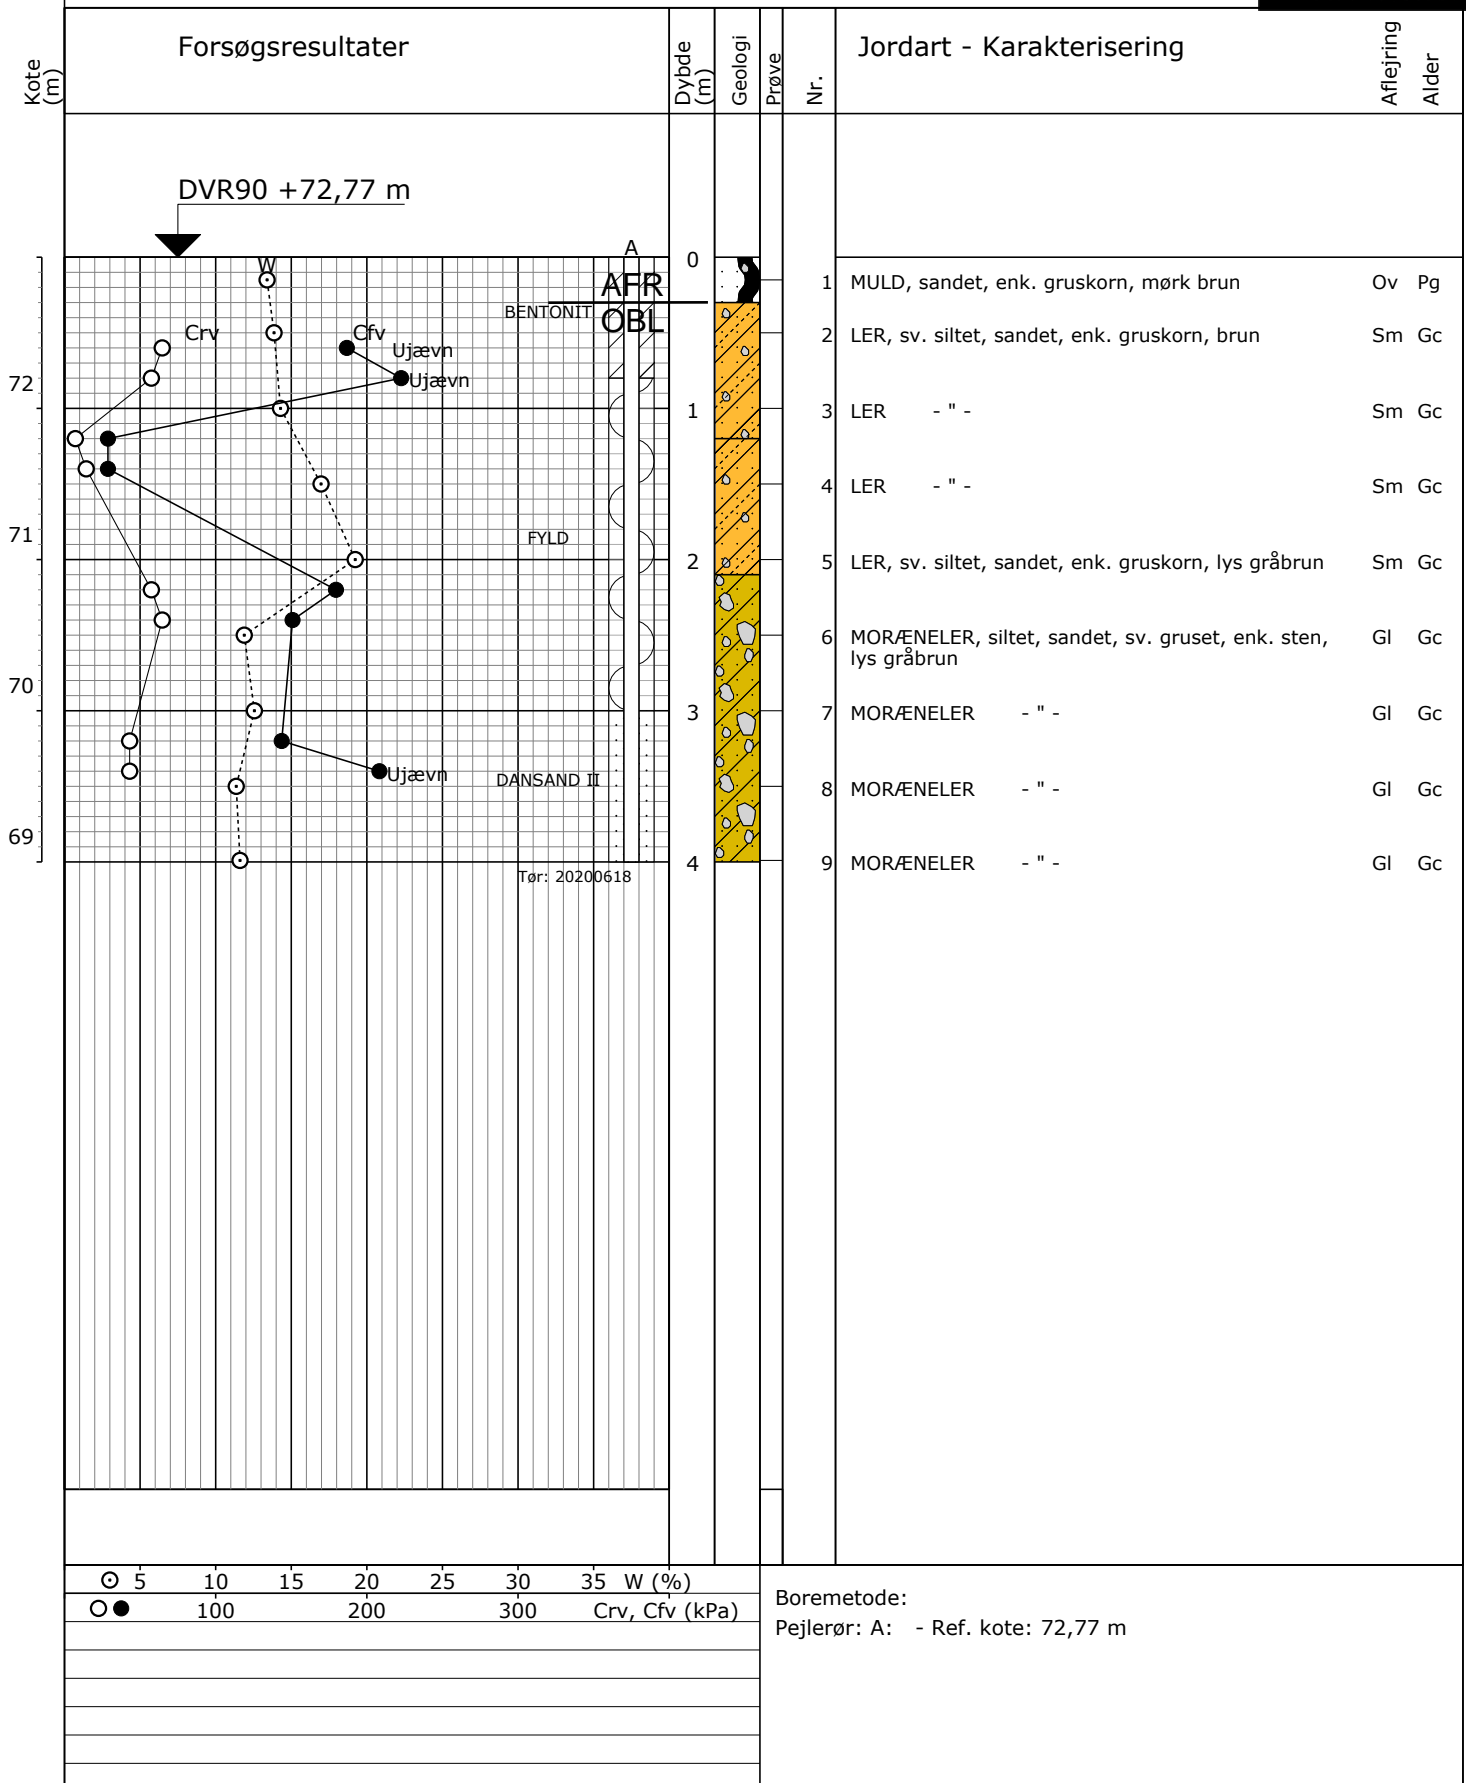 Kote
(m)
Forsøgsresultater
Dybde
(m)
Geologi
Prøve
Nr.
Jordart - Karakterisering
Aflejring
Alder
DVR90 +72,77 m
A
W
0
AFR
1 MULD, sandet, enk. gruskorn, mørk brun Ov Pg
BENTONIT
OBL
Crv
Cfv
2 LER, sv. siltet, sandet, enk. gruskorn, brun Sm Gc
Ujævn
Ujævn
72
1
3 LER - " - Sm Gc
4 LER - " - Sm Gc
71
FYLD
2
5 LER, sv. siltet, sandet, enk. gruskorn, lys gråbrun Sm Gc
6 MORÆNELER, siltet, sandet, sv. gruset, enk. sten, Gl Gc
lys gråbrun
70
3
7 MORÆNELER - " - Gl Gc
Ujævn
DANSAND II
8 MORÆNELER - " - Gl Gc
69
4
9 MORÆNELER - " - Gl Gc
Tør: 20200618
5 10 15 20 25 30 35 W (%)
100 200 300 Crv, Cfv (kPa)
Boremetode:
Pejlerør: A: - Ref. kote: 72,77 m